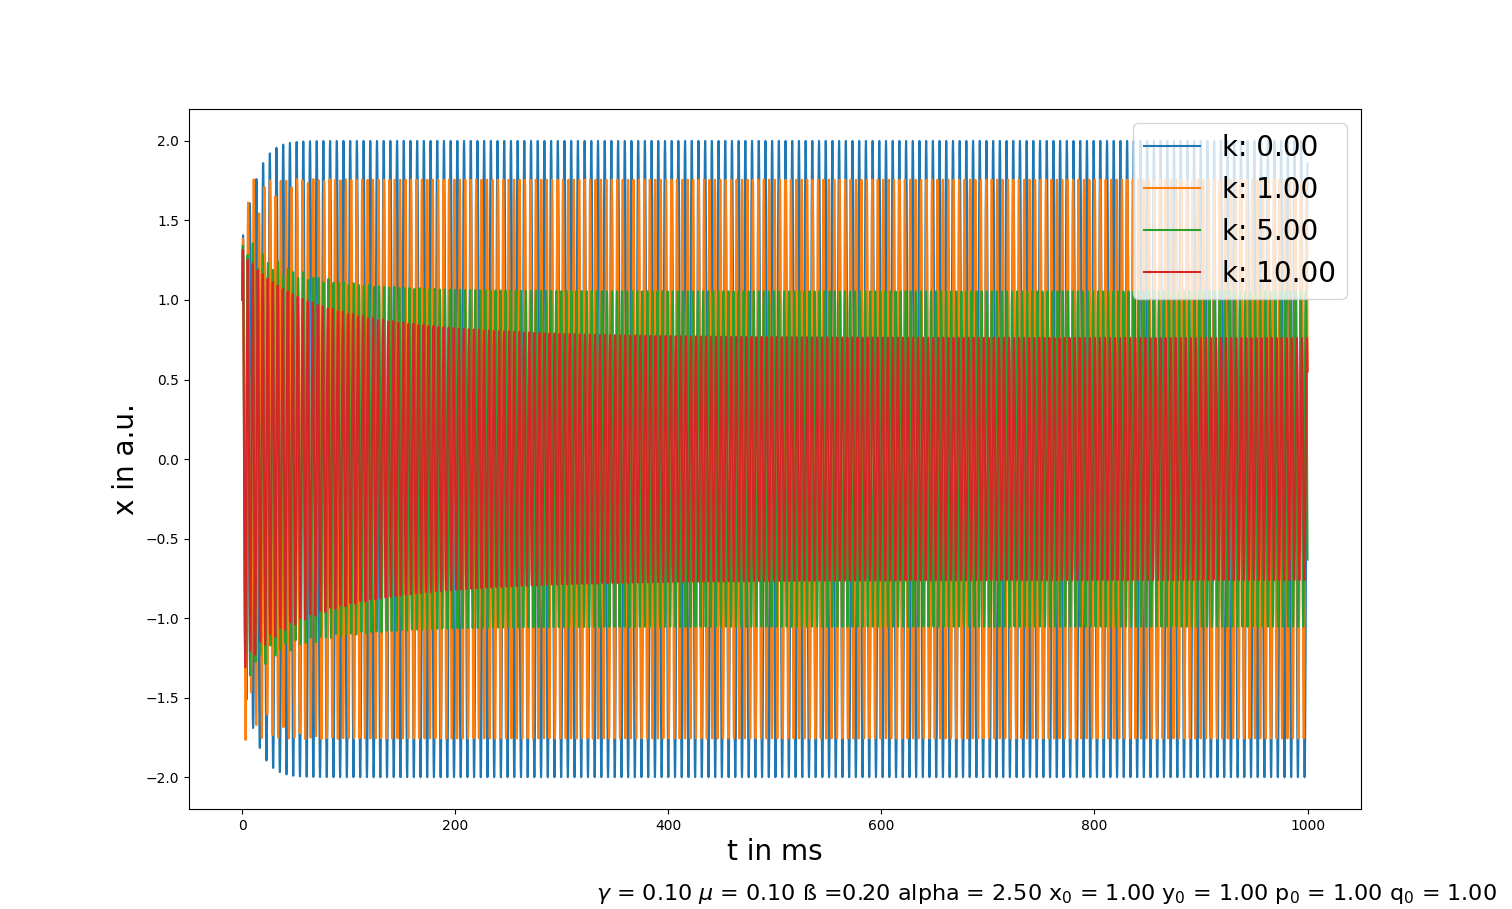 2.0
1.5
1.0
0.5
0.0
−0.5
−1.0
−1.5
−2.0
x in a.u.
k: 0.00
k: 1.00
k: 5.00
k: 10.00
0 200 400 600 800 1000
t in ms
γ = 0.10 μ = 0.10 ß =0.20 alpha = 2.50 x₀ = 1.00 y₀ = 1.00 p₀ = 1.00 q₀ = 1.00